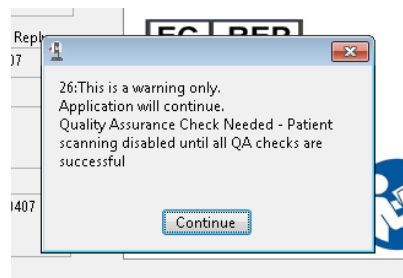 EC REP
Repl
07
26:This is a warning only.
Application will continue.
Quality Assurance Check Needed - Patient
scanning disabled until all QA checks are
successful
0407
Continue